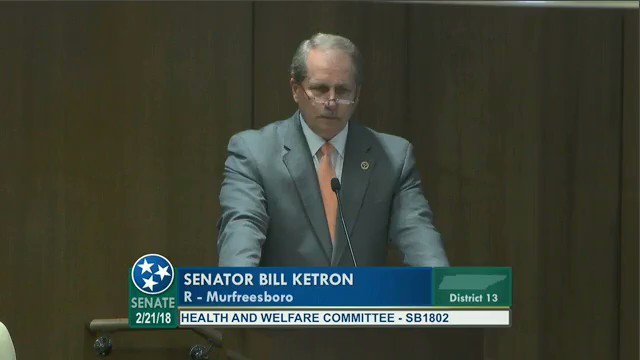 SENATOR BILL KETRON
R - Murfreesboro
District 13
SENATE
2/21/18
HEALTH AND WELFARE COMMITTEE - SB1802